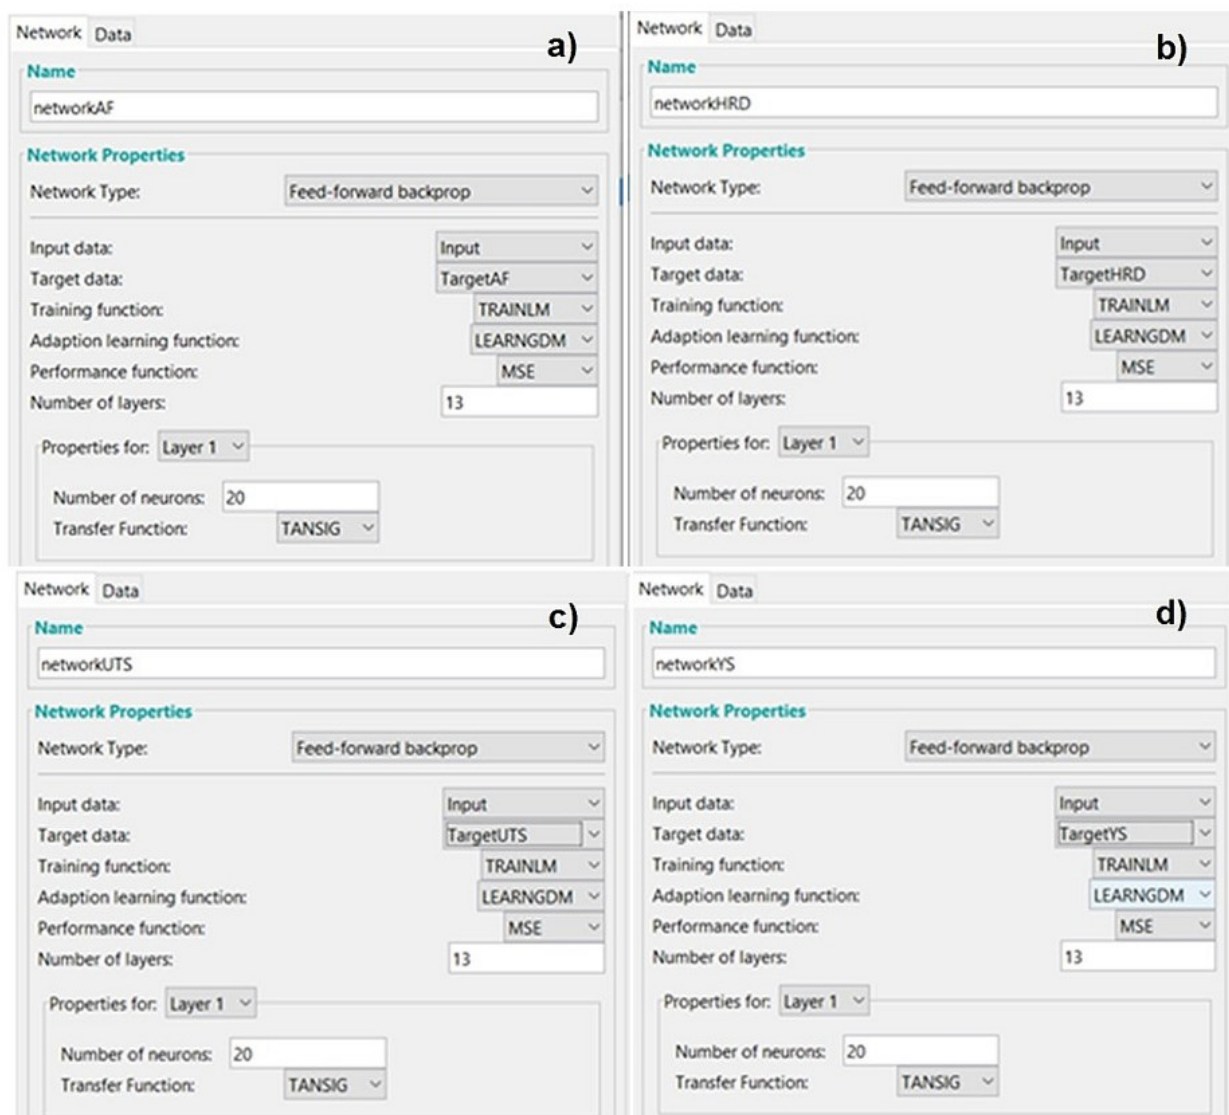 Network Data
a)
Name
networkAF
Network Properties
Network Type: Feed-forward backprop
Input data: Input
Target data: TargetAF
Training function: TRAINLM
Adaption learning function: LEARNGDM
Performance function: MSE
Number of layers: 13
Properties for: Layer 1
Number of neurons: 20
Transfer Function: TANSIG
Network Data
b)
Name
networkHRD
Network Properties
Network Type: Feed-forward backprop
Input data: Input
Target data: TargetHRD
Training function: TRAINLM
Adaption learning function: LEARNGDM
Performance function: MSE
Number of layers: 13
Properties for: Layer 1
Number of neurons: 20
Transfer Function: TANSIG
Network Data
c)
Name
networkUTS
Network Properties
Network Type: Feed-forward backprop
Input data: Input
Target data: TargetUTS
Training function: TRAINLM
Adaption learning function: LEARNGDM
Performance function: MSE
Number of layers: 13
Properties for: Layer 1
Number of neurons: 20
Transfer Function: TANSIG
Network Data
d)
Name
networkYS
Network Properties
Network Type: Feed-forward backprop
Input data: Input
Target data: TargetYS
Training function: TRAINLM
Adaption learning function: LEARNGDM
Performance function: MSE
Number of layers: 13
Properties for: Layer 1
Number of neurons: 20
Transfer Function: TANSIG